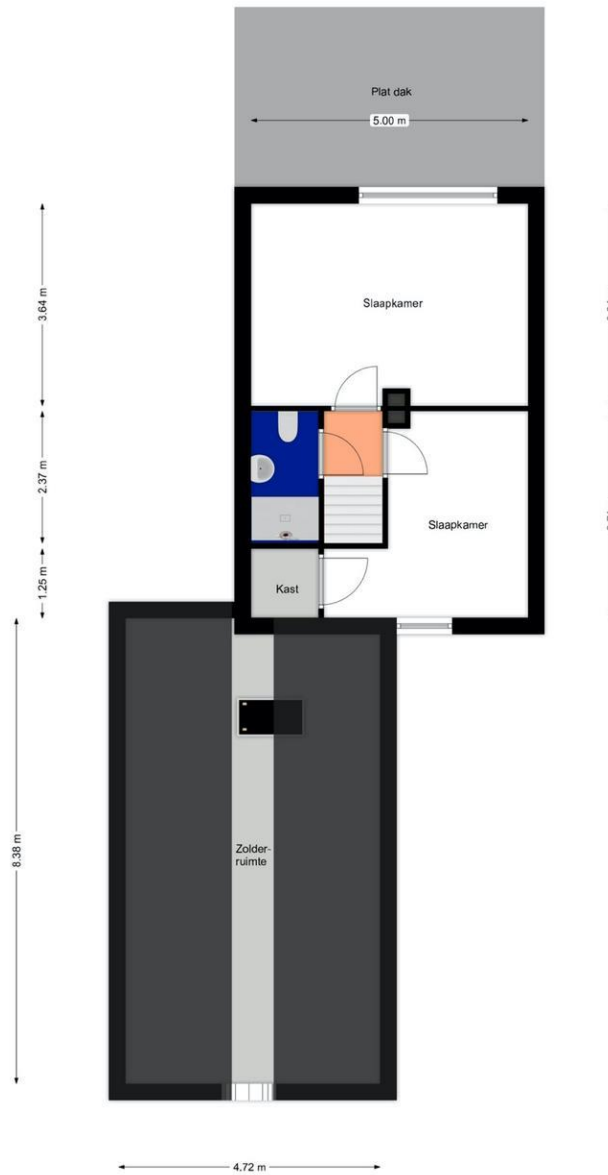 Plat dak
5.00 m
3.64 m
Slaapkamer
2.37 m
Slaapkamer
1.25 m
Kast
8.38 m
Zolder-
ruimte
4.72 m